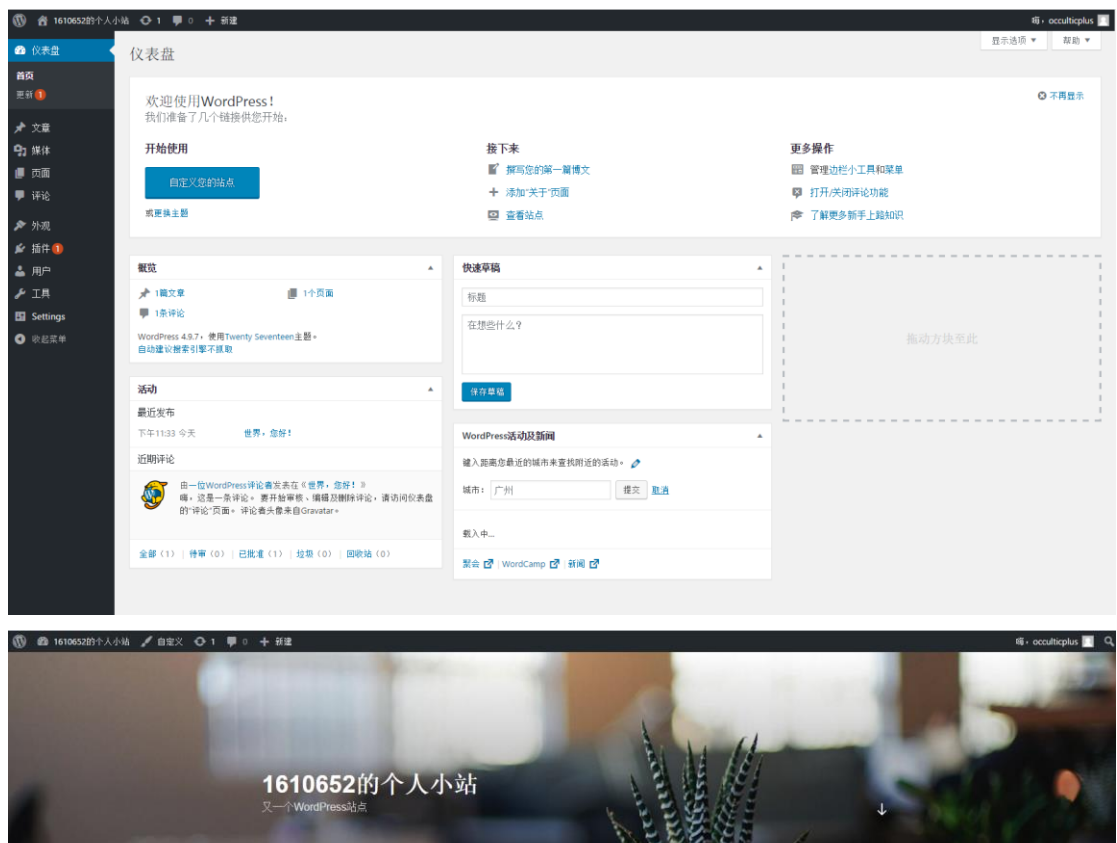 1610652的个人小站 1 0 新建 嗨，occulticplus
仪表盘
首页
更新 1
文章
媒体
页面
评论
外观
插件 1
用户
工具
Settings
收起菜单
仪表盘
显示选项 帮助
欢迎使用WordPress！
我们准备了几个链接供您开始：
不再显示
开始使用
自定义您的站点
或更换主题
接下来
撰写您的第一篇博文
添加“关于”页面
查看站点
更多操作
管理边栏小工具和菜单
打开/关闭评论功能
了解更多新手上路知识
概览
1篇文章 1个页面
1条评论
WordPress 4.9.7，使用Twenty Seventeen主题。
自动建议搜索引擎不抓取
活动
最近发布
下午11:33 今天 世界，您好！
近期评论
由一位WordPress评论者发表在《世界，您好！》
嗨，这是一条评论。 要开始审核、编辑及删除评论，请访问仪表盘
的“评论”页面。 评论者头像来自Gravatar。
全部（1） | 待审（0） | 已批准（1） | 垃圾（0） | 回收站（0）
快速草稿
标题
在想些什么？
保存草稿
WordPress活动及新闻
键入距离您最近的城市来查找附近的活动。
城市： 广州 提交 取消
载入中…
聚会 | WordCamp | 新闻
拖动方块至此
1610652的个人小站 自定义 1 0 新建 嗨，occulticplus
1610652的个人小站
又一个WordPress站点